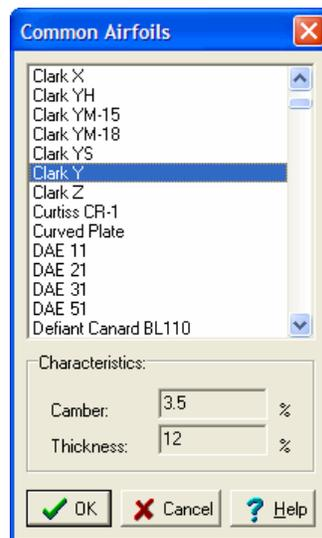 Common Airfoils
Clark X
Clark YH
Clark YM-15
Clark YM-18
Clark YS
Clark Y
Clark Z
Curtiss CR-1
Curved Plate
DAE 11
DAE 21
DAE 31
DAE 51
Defiant Canard BL110
Characteristics:
Camber: 3.5 %
Thickness: 12 %
OK Cancel ? Help